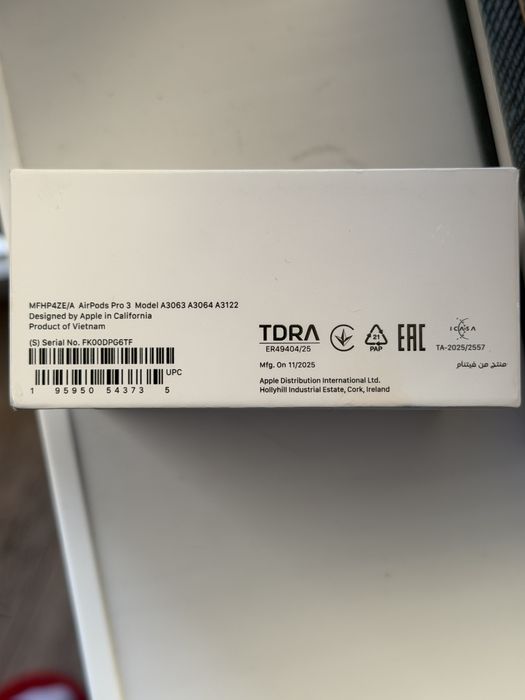 MFHP4ZE/A AirPods Pro 3 Model A3063 A3064 A3122
Designed by Apple in California
Product of Vietnam
(S) Serial No. FK00DPG6TF
UPC
1 95950 54373 5
TDRA
ER49404/25
21
PAP
EAC
ICASA
TA-2025/2557
Mfg. On 11/2025
منتج من فيتنام
Apple Distribution International Ltd.
Hollyhill Industrial Estate, Cork, Ireland